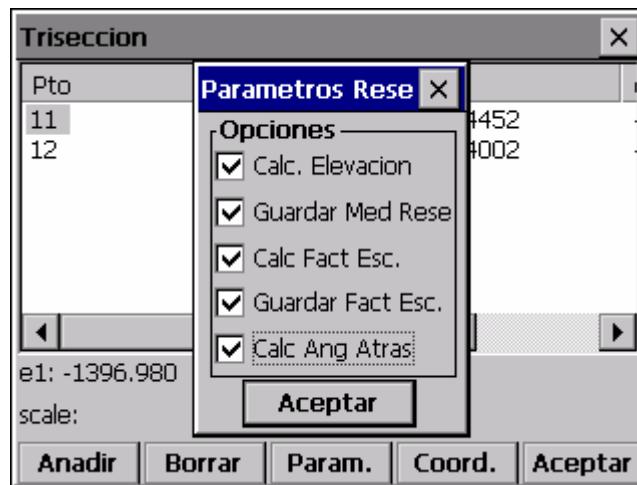 Triseccion
Pto
11
12
4452
4002
Parametros Rese
Opciones
Calc. Elevacion
Guardar Med Rese
Calc Fact Esc.
Guardar Fact Esc.
Calc Ang Atras
Aceptar
e1: -1396.980
scale:
Anadir Borrar Param. Coord. Aceptar